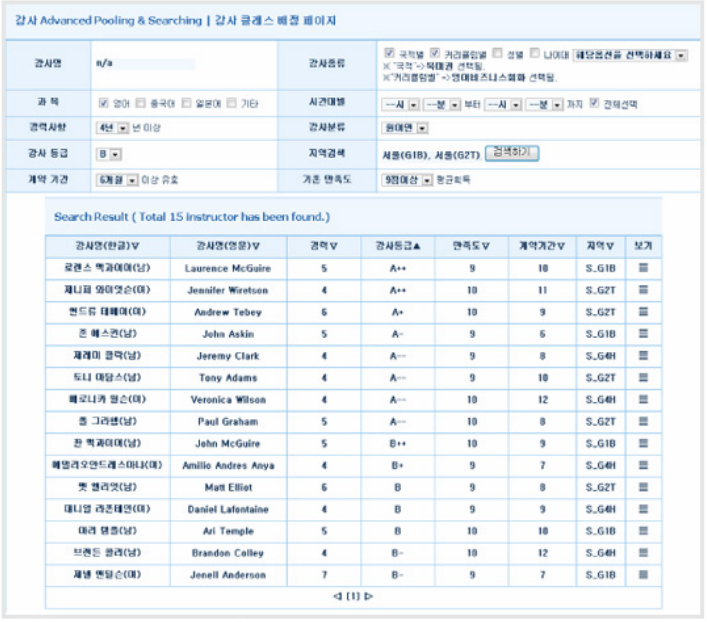 강사 Advanced Pooling & Searching | 강사 클래스 배정 페이지
강사명 n/a 강사종류 국적별 커리큘럼별 성별 나이대 해당옵션을 선택하세요
※"국적"-> 북미권 선택됨.
※"커리큘럼별"-> 영어비즈니스회화 선택됨.
과 목 영어 중국어 일본어 기타 시간대별 --시 --분 부터 --시 --분 까지 전체선택
경력사항 4년 년 이상 강사분류 원어민
강사 등급 B 지역검색 서울(G1B), 서울(G2T) 검색하기
계약 기간 6개월 이상 유효 기존 만족도 9점이상 평균획득
Search Result ( Total 15 instructor has been found.)
강사명(한글)∨ 강사명(영문)∨ 경력∨ 강사등급▲ 만족도∨ 계약기간∨ 지역∨ 보기
로렌스 맥과이어(남) Laurence McGuire 5 A++ 9 10 S_G1B
제니퍼 와이엇슨(여) Jennifer Wiretson 4 A++ 10 11 S_G2T
앤드류 테베이(여) Andrew Tebey 6 A+ 10 9 S_G2T
존 에스킨(남) John Askin 5 A- 9 6 S_G1B
제레미 클락(남) Jeremy Clark 4 A-- 9 8 S_G4H
토니 아담스(남) Tony Adams 4 A-- 9 10 S_G2T
베로니카 윌슨(여) Veronica Wilson 4 A-- 10 12 S_G4H
폴 그라햄(남) Paul Graham 5 A-- 10 8 S_G2T
쟌 맥과이어(남) John McGuire 5 B++ 10 9 S_G1B
에밀리오안드레스아냐(여) Amilio Andres Anya 4 B+ 9 7 S_G4H
맷 엘리엇(남) Matt Elliot 6 B 9 8 S_G2T
대니얼 라폰테인(여) Daniel Lafontaine 4 B 9 9 S_G4H
아리 템플(남) Ari Temple 5 B 10 10 S_G1B
브랜든 콜리(남) Brandon Colley 4 B- 10 12 S_G4H
제넬 앤덜슨(여) Jenell Anderson 7 B- 9 7 S_G1B
◁ [1] ▷